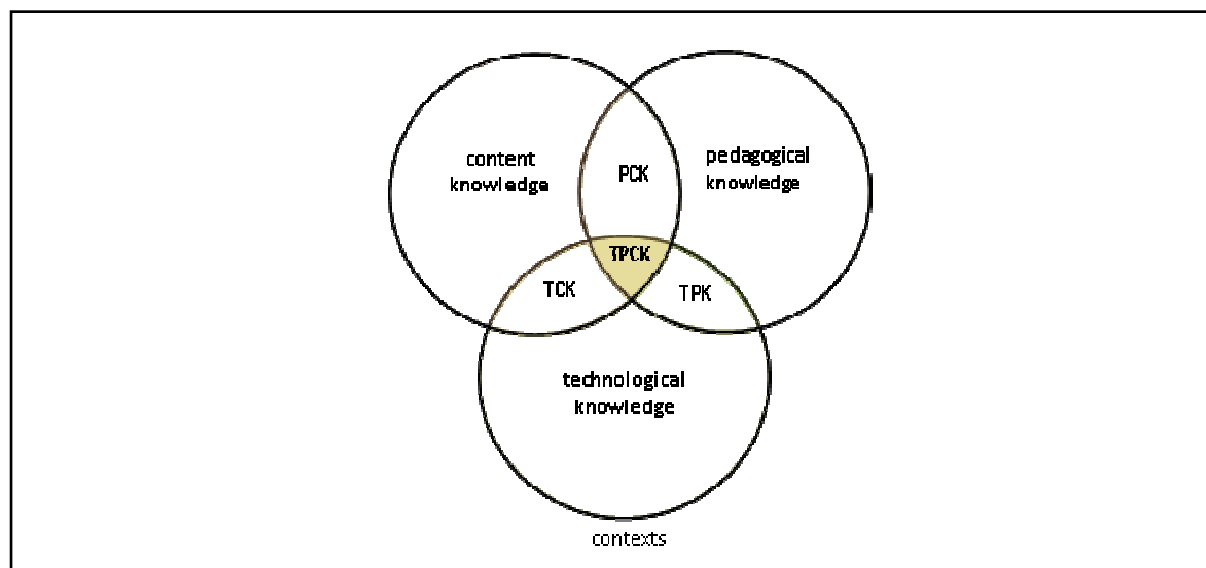 content
knowledge
PCK
pedagogical
knowledge
TPCK
TCK
TPK
technological
knowledge
contexts